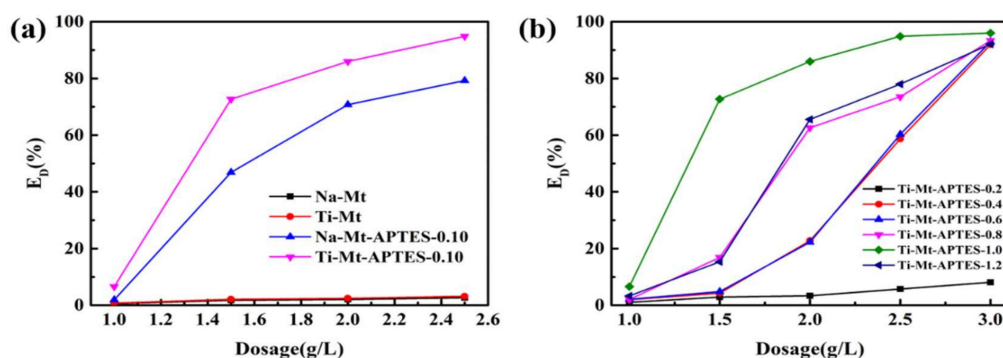 (a)
100
80
60
40
20
0
E_D(%)
Na-Mt
Ti-Mt
Na-Mt-APTES-0.10
Ti-Mt-APTES-0.10
1.0 1.2 1.4 1.6 1.8 2.0 2.2 2.4 2.6
Dosage(g/L)
(b)
100
80
60
40
20
0
E_D(%)
Ti-Mt-APTES-0.2
Ti-Mt-APTES-0.4
Ti-Mt-APTES-0.6
Ti-Mt-APTES-0.8
Ti-Mt-APTES-1.0
Ti-Mt-APTES-1.2
1.0 1.5 2.0 2.5 3.0
Dosage(g/L)